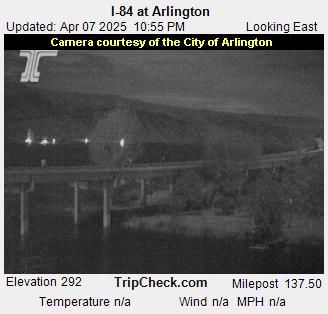 I-84 at Arlington
Updated: Apr 07 2025 10:55 PM Looking East
Camera courtesy of the City of Arlington
Elevation 292 TripCheck.com Milepost 137.50
Temperature n/a Wind n/a MPH n/a